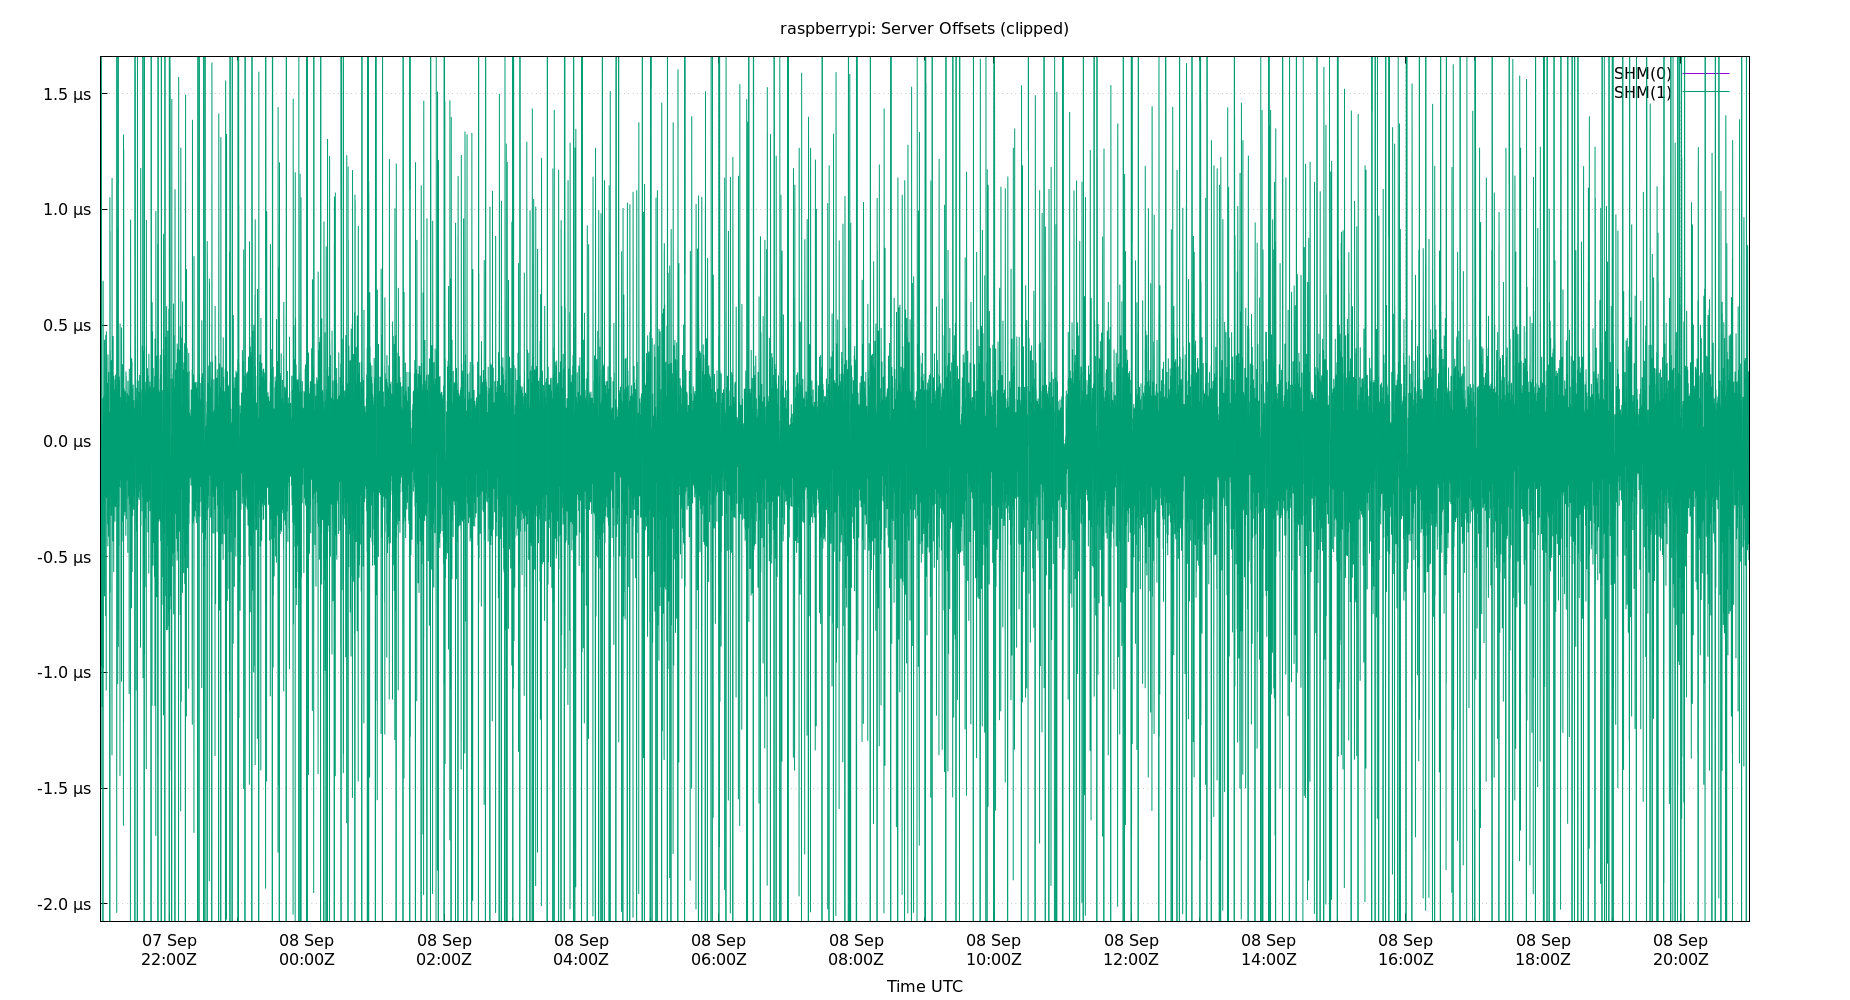 raspberrypi: Server Offsets (clipped)
SHM(0)
SHM(1)
1.5 µs
1.0 µs
0.5 µs
0.0 µs
-0.5 µs
-1.0 µs
-1.5 µs
-2.0 µs
07 Sep 08 Sep 08 Sep 08 Sep 08 Sep 08 Sep 08 Sep 08 Sep 08 Sep 08 Sep 08 Sep 08 Sep
22:00Z 00:00Z 02:00Z 04:00Z 06:00Z 08:00Z 10:00Z 12:00Z 14:00Z 16:00Z 18:00Z 20:00Z
Time UTC